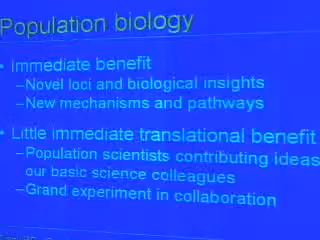 Population biology
• Immediate benefit
–Novel loci and biological insights
–New mechanisms and pathways
• Little immediate translational benefit
–Population scientists contributing ideas
our basic science colleagues
–Grand experiment in collaboration